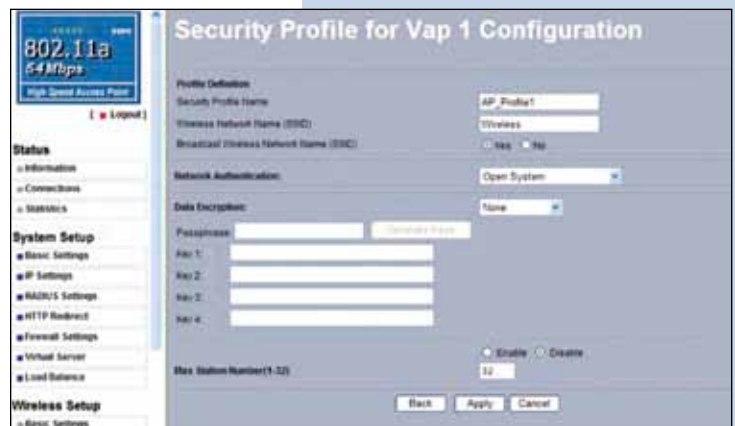 802.11a
54Mbps
High Speed Access Point
[ Logout ]
Status
Information
Connections
Statistics
System Setup
Basic Settings
IP Settings
RADIUS Settings
HTTP Redirect
Firewall Settings
Virtual Server
Load Balance
Wireless Setup
Basic Settings
Security Profile for Vap 1 Configuration
Profile Definition
Security Profile Name AP_Profile1
Wireless Network Name (SSID) Wireless
Broadcast Wireless Network Name (SSID) Yes No
Network Authentication: Open System
Data Encryption: None
Passphrase: Generate Keys
Key 1:
Key 2:
Key 3:
Key 4:
Enable Disable
Max Station Number(1-32) 32
Back Apply Cancel